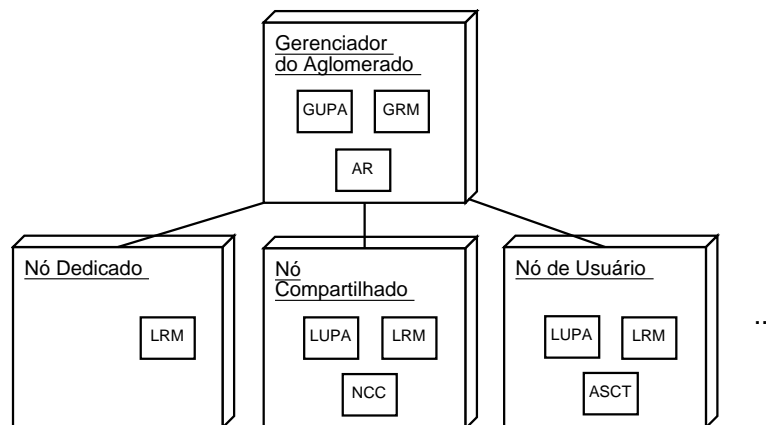 Gerenciador
do Aglomerado
GUPA GRM
AR
Nó Dedicado
LRM
Nó
Compartilhado
LUPA LRM
NCC
Nó de Usuário
LUPA LRM
ASCT
..